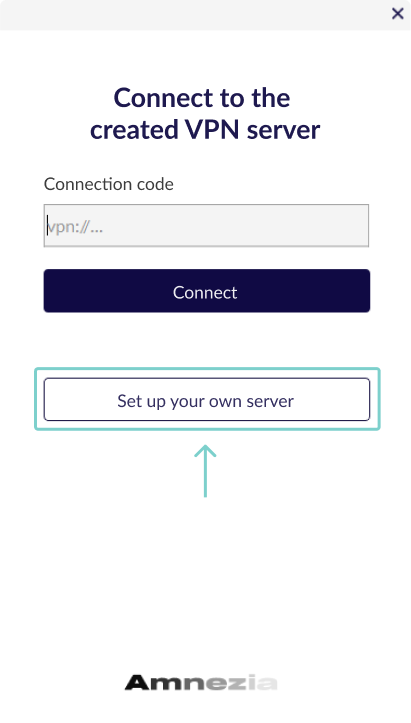 Connect to the
created VPN server
Connection code
vpn://...
Connect
Set up your own server
Amnezia